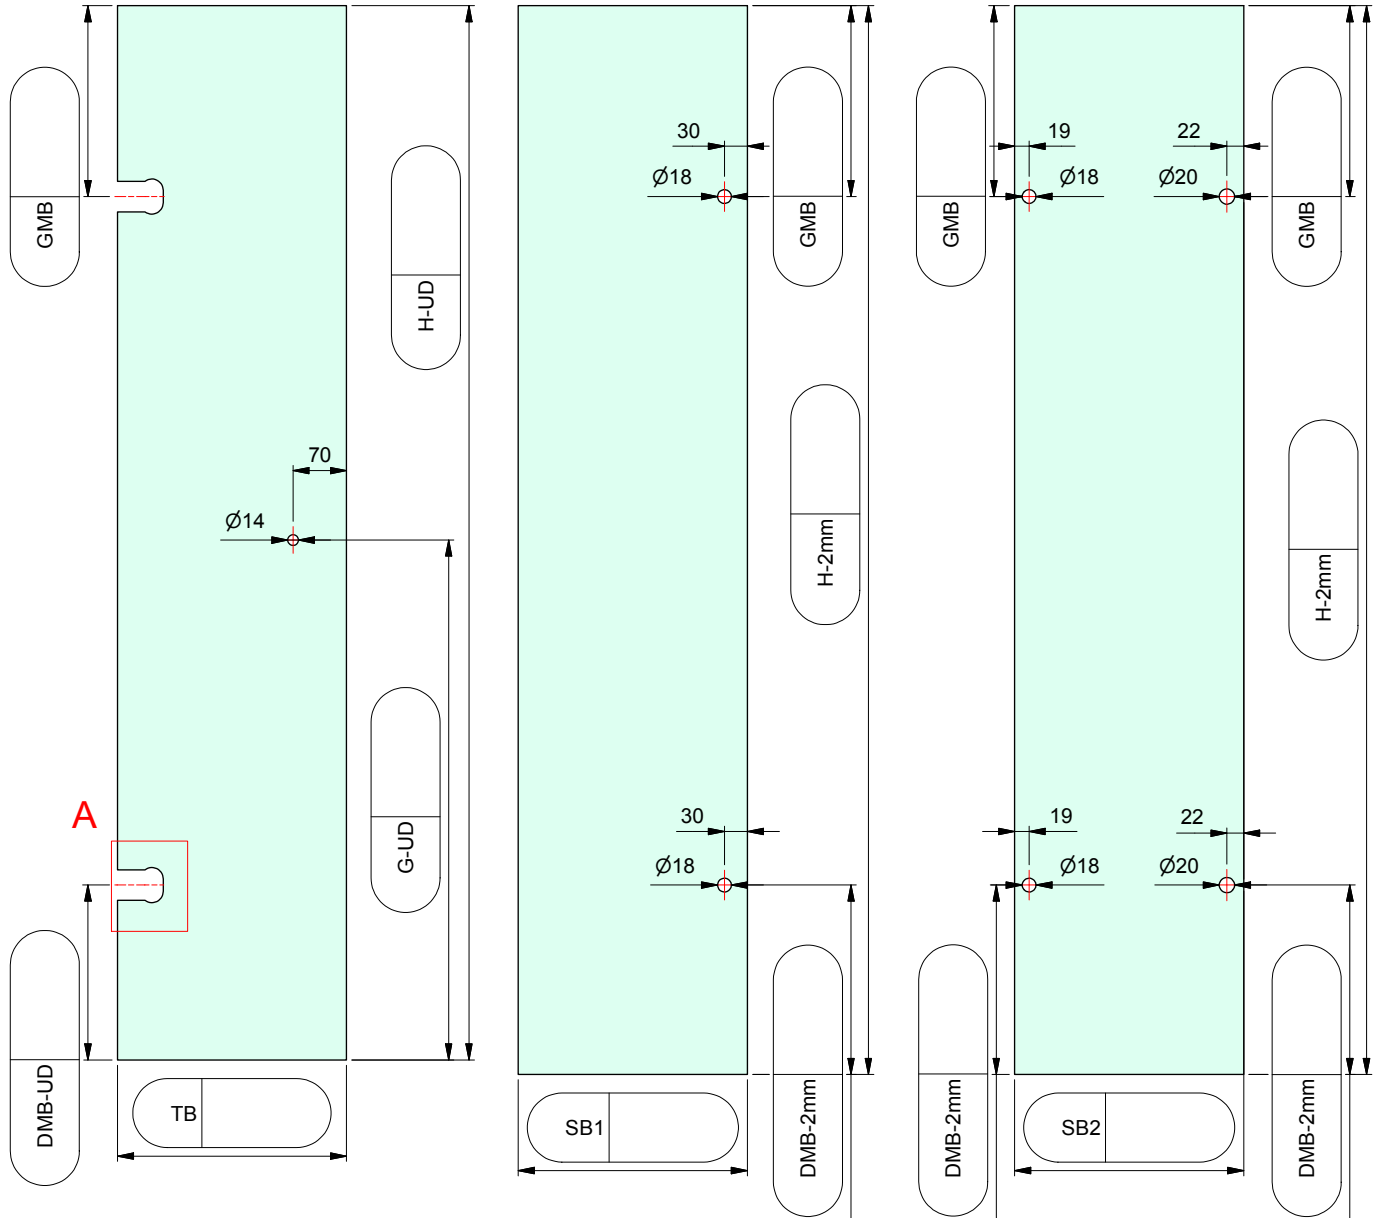 GMB
H-UD
70
Ø14
G-UD
A
DMB-UD
TB
30
Ø18
GMB
H-2mm
30
Ø18
DMB-2mm
SB1
GMB
19
Ø18
22
Ø20
GMB
H-2mm
19
Ø18
22
Ø20
DMB-2mm
SB2
DMB-2mm